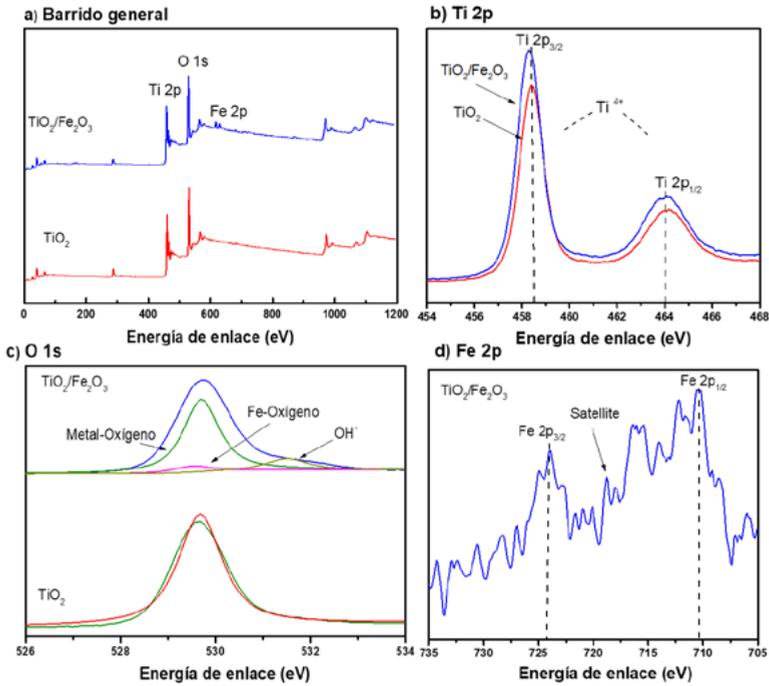 a) Barrido general
O 1s
Ti 2p
Fe 2p
TiO2/Fe2O3
TiO2
0 200 400 600 800 1000 1200
Energía de enlace (eV)
b) Ti 2p
Ti 2p3/2
TiO2/Fe2O3
TiO2
Ti 4+
Ti 2p1/2
454 456 458 460 462 464 466 468
Energía de enlace (eV)
c) O 1s
TiO2/Fe2O3
Fe-Oxígeno
Metal-Oxígeno
OH-
TiO2
526 528 530 532 534
Energía de enlace (eV)
d) Fe 2p
TiO2/Fe2O3
Fe 2p1/2
Satellite
Fe 2p3/2
735 730 725 720 715 710 705
Energía de enlace (eV)